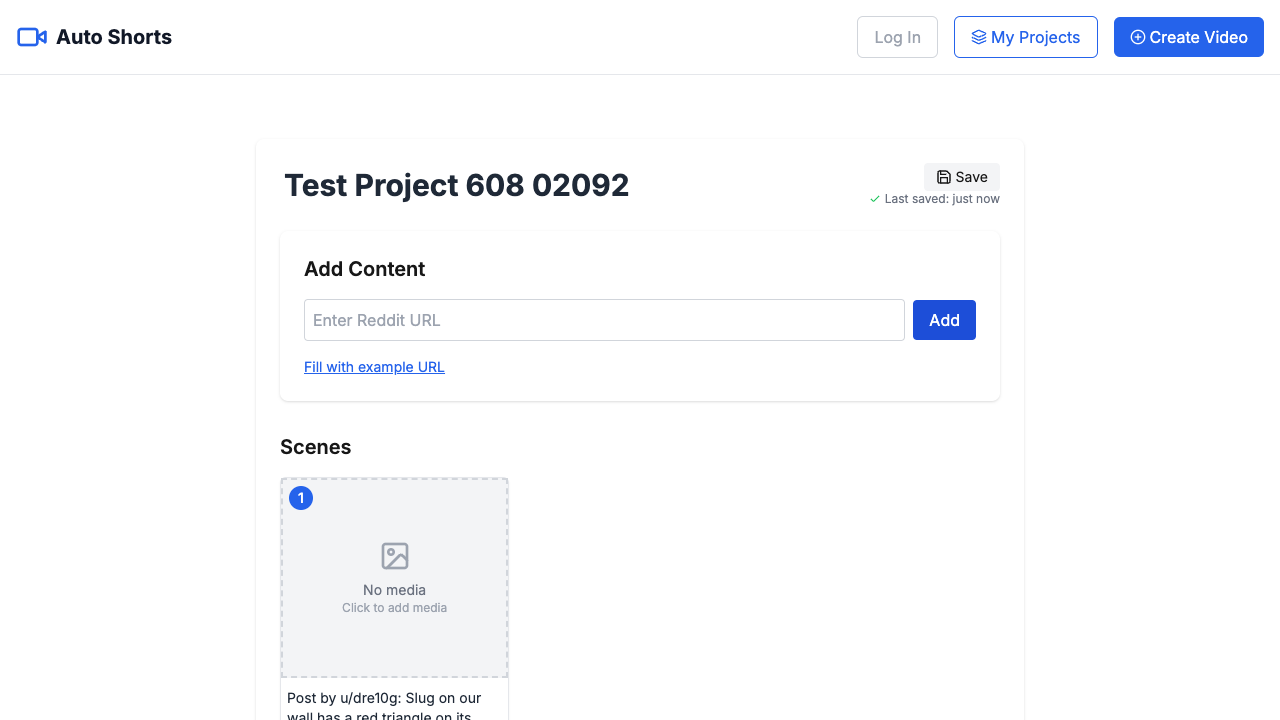 Auto Shorts
Log In
My Projects
Create Video
Test Project 608 02092
Save
Last saved: just now
Add Content
Enter Reddit URL
Add
Fill with example URL
Scenes
1
No media
Click to add media
Post by u/dre10g: Slug on our
wall has a red triangle on its